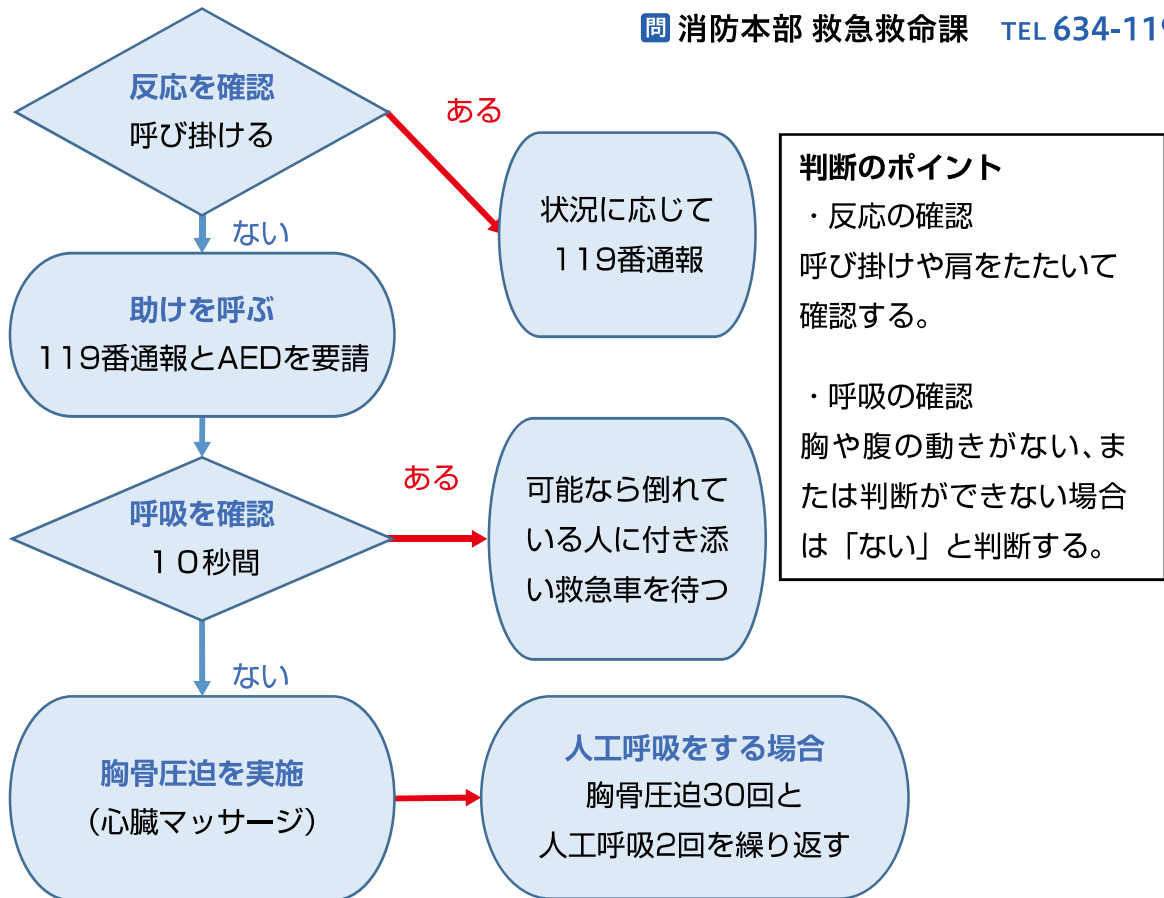 問 消防本部 救急救命課 TEL 634-119
反応を確認
呼び掛ける
ある
状況に応じて
119番通報
ない
助けを呼ぶ
119番通報とAEDを要請
呼吸を確認
10秒間
ある
可能なら倒れて
いる人に付き添
い救急車を待つ
ない
胸骨圧迫を実施
（心臓マッサージ）
人工呼吸をする場合
胸骨圧迫30回と
人工呼吸2回を繰り返す
判断のポイント
・反応の確認
呼び掛けや肩をたたいて
確認する。
・呼吸の確認
胸や腹の動きがない、ま
たは判断ができない場合
は「ない」と判断する。